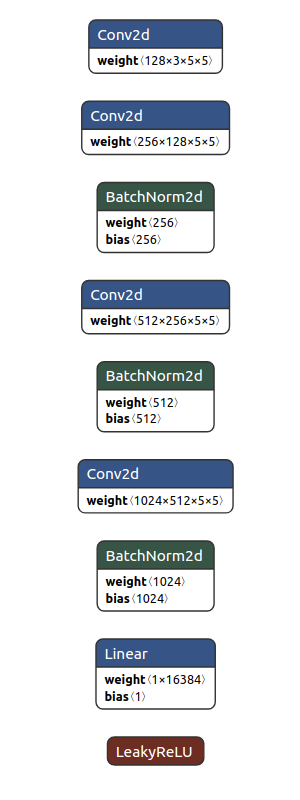 Conv2d
weight⟨128×3×5×5⟩
Conv2d
weight⟨256×128×5×5⟩
BatchNorm2d
weight⟨256⟩
bias⟨256⟩
Conv2d
weight⟨512×256×5×5⟩
BatchNorm2d
weight⟨512⟩
bias⟨512⟩
Conv2d
weight⟨1024×512×5×5⟩
BatchNorm2d
weight⟨1024⟩
bias⟨1024⟩
Linear
weight⟨1×16384⟩
bias⟨1⟩
LeakyReLU